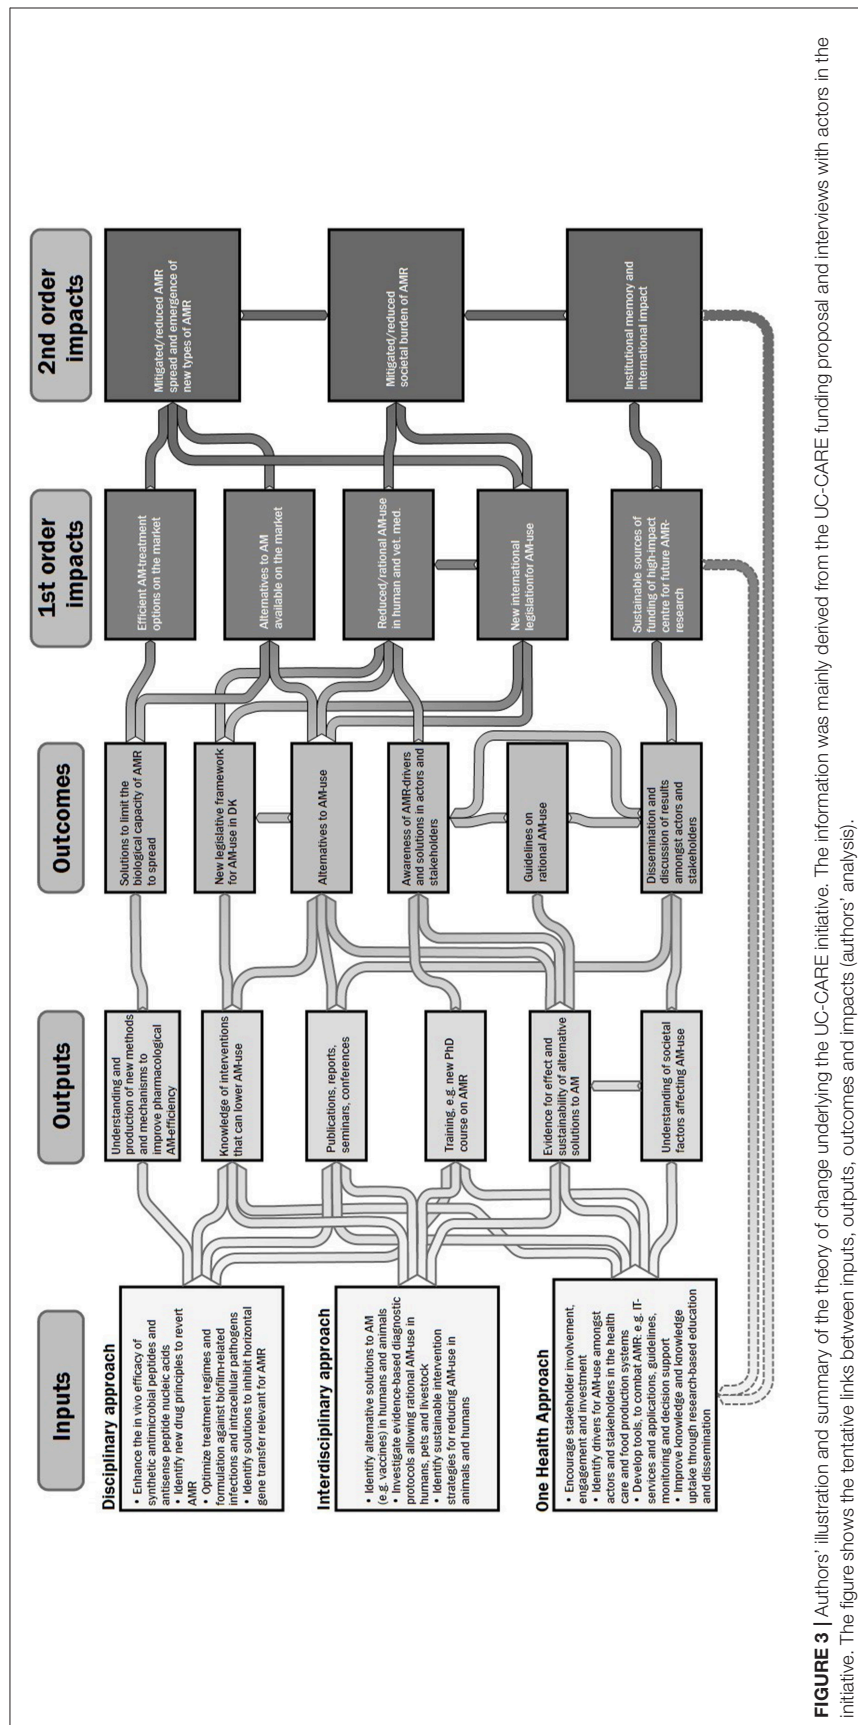 Inputs
Disciplinary approach
• Enhance the in vivo efficacy of
synthetic antimicrobial peptides and
antisense peptide nucleic acids
• Identify new drug principles to revert
AMR
• Optimize treatment regimes and
formulation against biofilm-related
infections and intracellular pathogens
• Identify solutions to inhibit horizontal
gene transfer relevant for AMR
Interdisciplinary approach
• Identify alternative solutions to AM
(e.g. vaccines) in humans and animals
• Investigate evidence-based diagnostic
protocols allowing rational AM-use in
humans, pets and livestock
• Identify sustainable intervention
strategies for reducing AM-use in
animals and humans
One Health Approach
• Encourage stakeholder involvement,
engagement and investment
• Identify drivers for AM-use amongst
actors and stakeholders in the health
care and food production systems
• Develop tools, to combat AMR: e.g. IT-
services and applications, guidelines,
monitoring and decision support
• Improve knowledge and knowledge
uptake through research-based education
and dissemination
Outputs
Understanding and
production of new methods
and mechanisms to
improve pharmacological
AM-efficiency
Knowledge of interventions
that can lower AM-use
Publications, reports,
seminars, conferences
Training, e.g. new PhD
course on AMR
Evidence for effect and
sustainability of alternative
solutions to AM
Understanding of societal
factors affecting AM-use
Outcomes
Solutions to limit the
biological capacity of AMR
to spread
New legislative framework
for AM-use in DK
Alternatives to AM-use
Awareness of AMR-drivers
and solutions in actors and
stakeholders
Guidelines on
rational AM-use
Dissemination and
discussion of results
amongst actors and
stakeholders
1st order
impacts
Efficient AM-treatment
options on the market
Alternatives to AM
available on the market
Reduced/rational AM-use
in human and vet. med.
New international
legislationfor AM-use
Sustainable sources of
funding of high-impact
centre for future AMR-
research
2nd order
impacts
Mitigated/reduced AMR
spread and emergence of
new types of AMR
Mitigated/reduced
societal burden of AMR
Institutional memory and
international impact
FIGURE 3 | Authors' illustration and summary of the theory of change underlying the UC-CARE initiative. The information was mainly derived from the UC-CARE funding proposal and interviews with actors in the
initiative. The figure shows the tentative links between inputs, outputs, outcomes and impacts (authors' analysis).